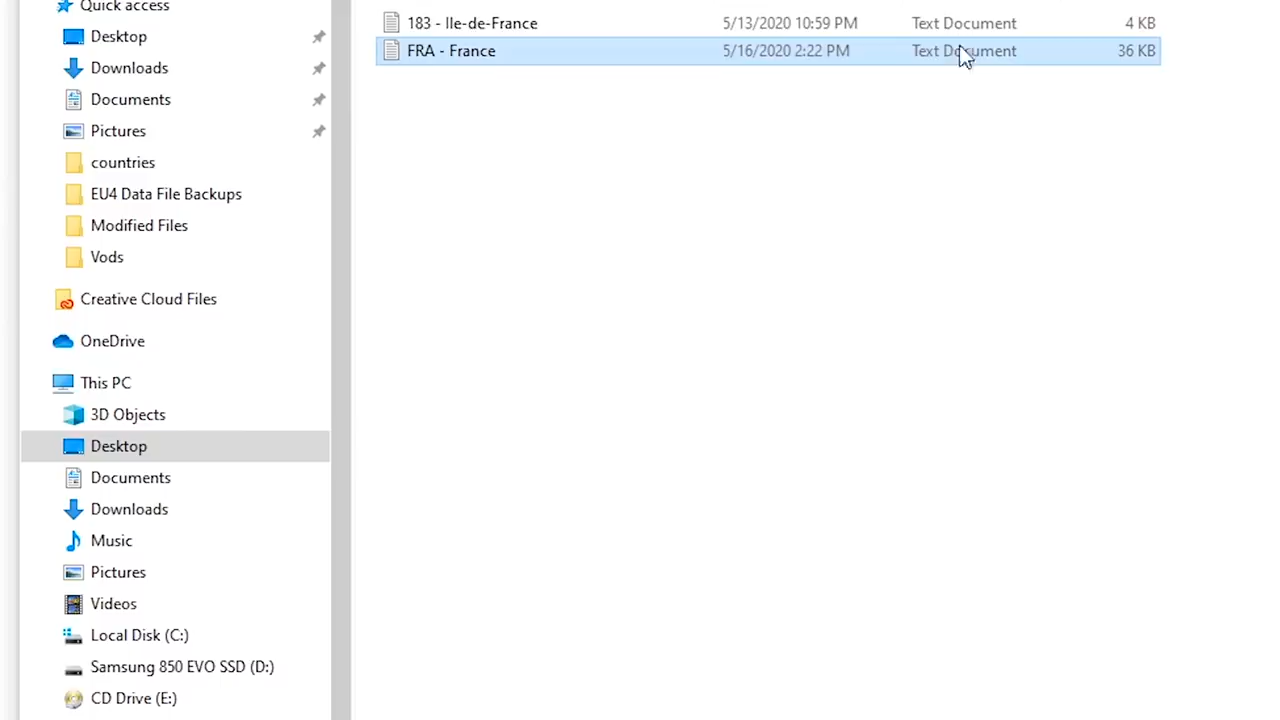 Quick access
Desktop
Downloads
Documents
Pictures
countries
EU4 Data File Backups
Modified Files
Vods
Creative Cloud Files
OneDrive
This PC
3D Objects
Desktop
Documents
Downloads
Music
Pictures
Videos
Local Disk (C:)
Samsung 850 EVO SSD (D:)
CD Drive (E:)
183 - Ile-de-France 5/13/2020 10:59 PM Text Document 4 KB
FRA - France 5/16/2020 2:22 PM Text Document 36 KB